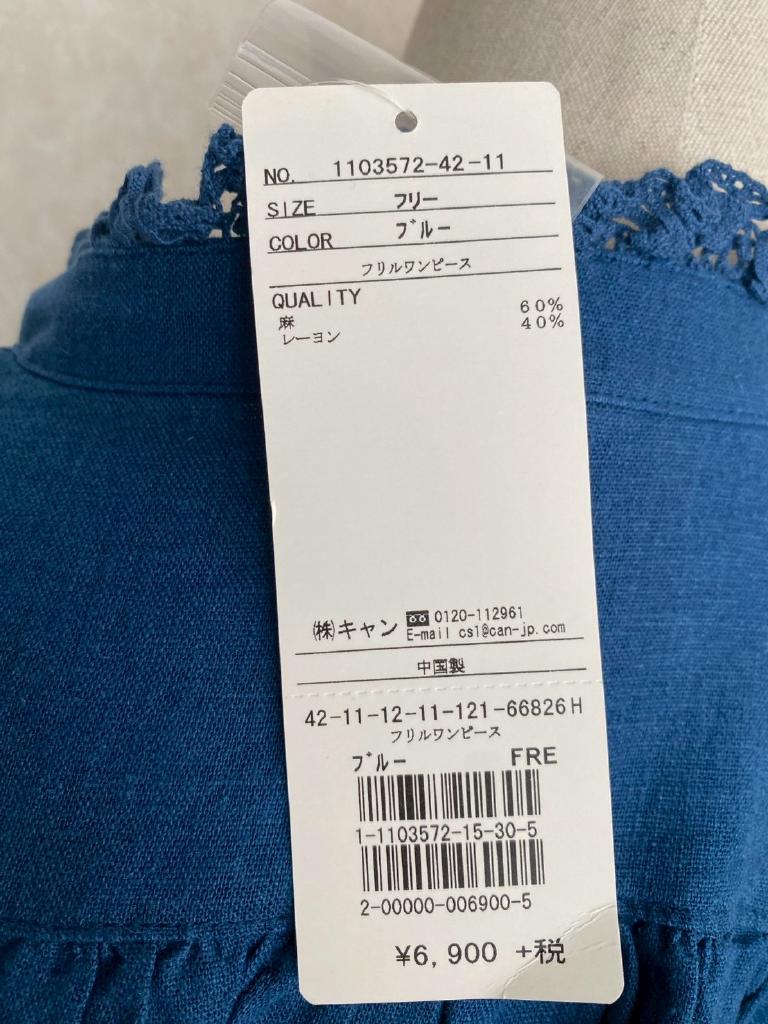 NO. 1103572-42-11
SIZE フリー
COLOR ブルー
フリルワンピース
QUALITY
麻 60%
レーヨン 40%
㈱キャン 0120-112961
E-mail cs1@can-jp.com
中国製
42-11-12-11-121-66826H
フリルワンピース
ブルー FRE
1-1103572-15-30-5
2-00000-006900-5
¥6,900 +税